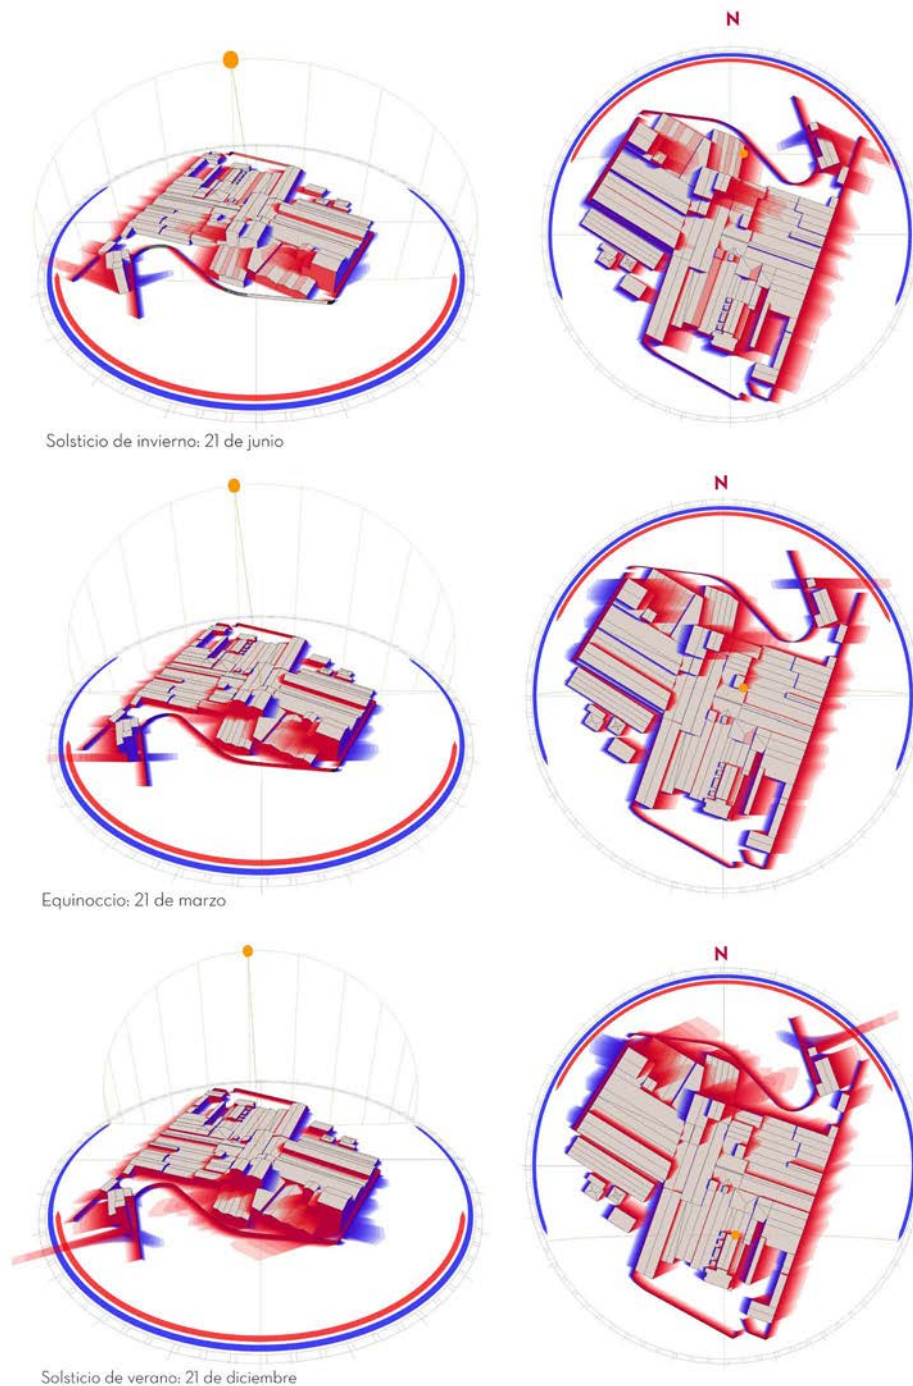 N
Solsticio de invierno: 21 de junio
N
Equinoccio: 21 de marzo
N
Solsticio de verano: 21 de diciembre